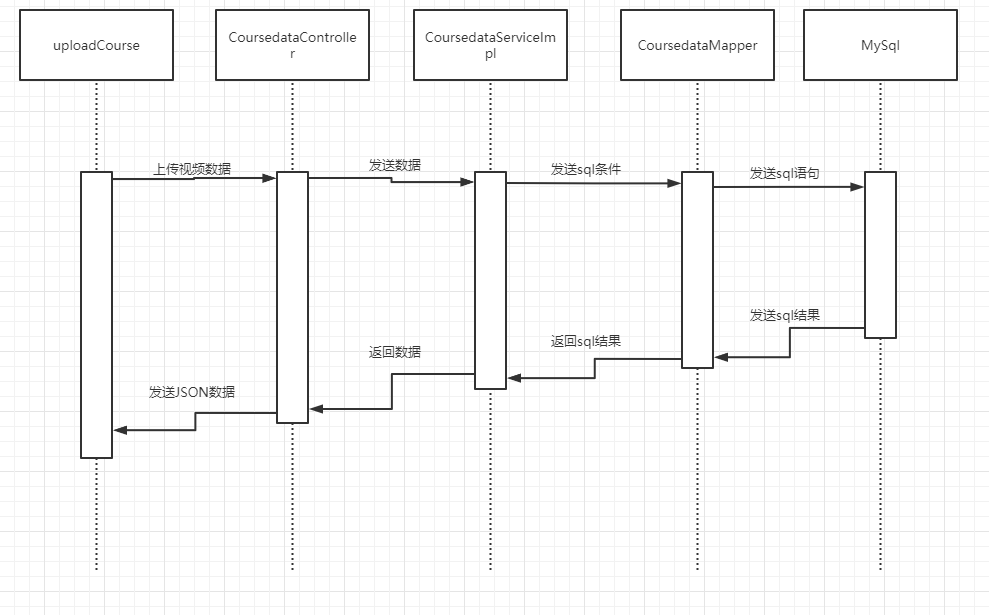 uploadCourse
CoursedataControlle
r
CoursedataServiceIm
pl
CoursedataMapper
MySql
上传视频数据
发送数据
发送sql条件
发送sql语句
发送sql结果
返回sql结果
返回数据
发送JSON数据